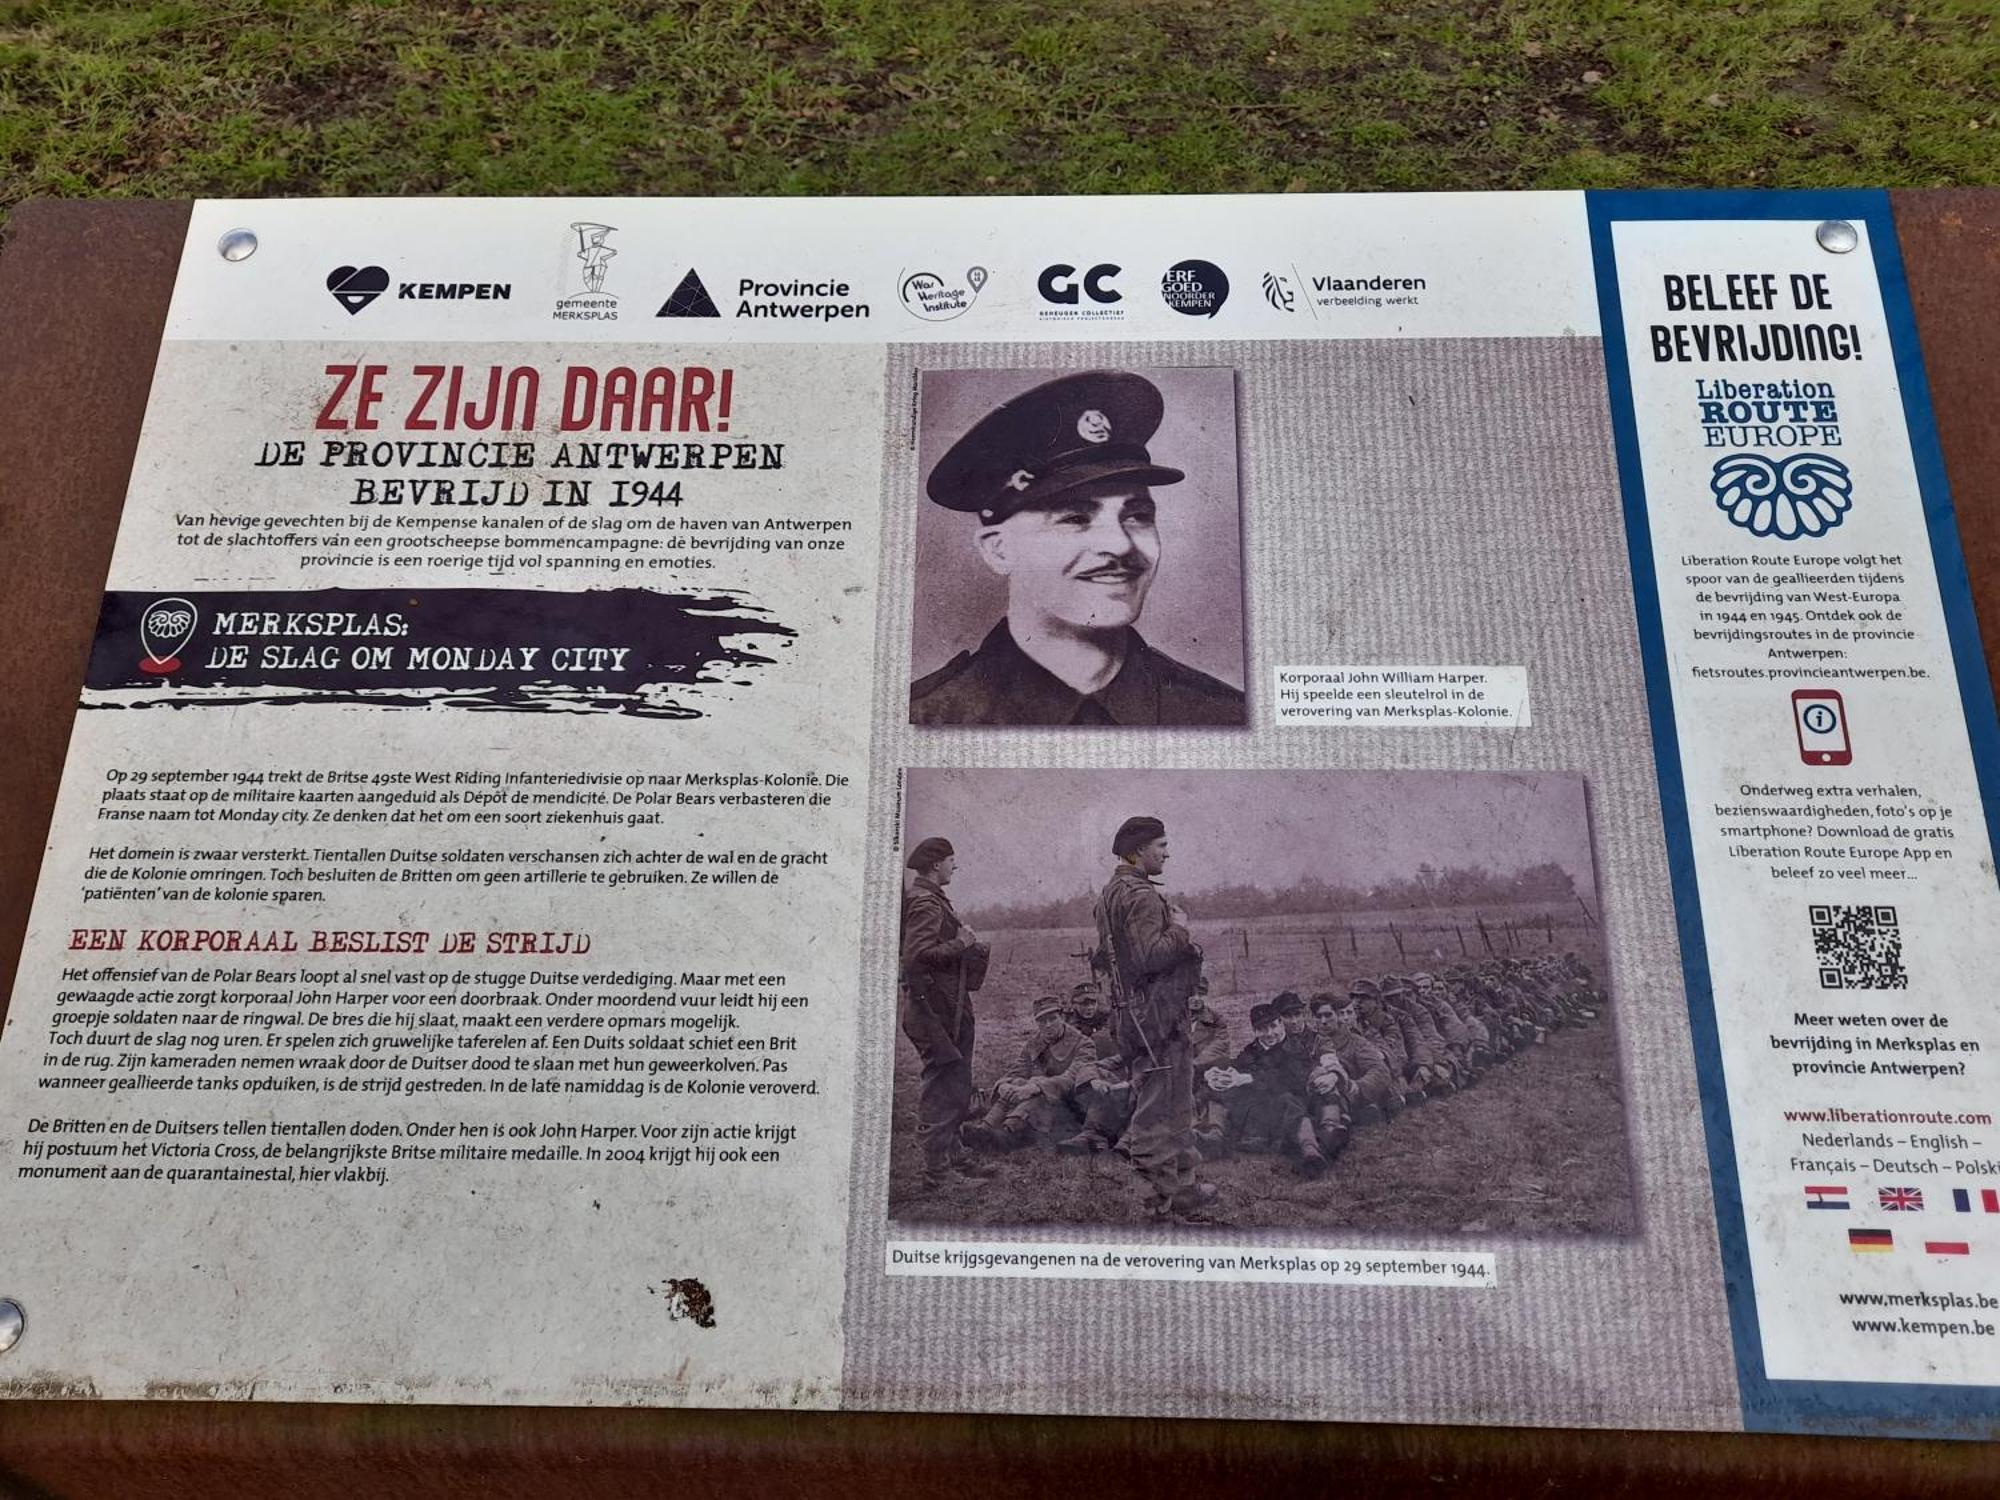 KEMPEN
gemeente
MERKSPLAS
Provincie
Antwerpen
War
Heritage
Institute
GC
GEHEUGEN COLLECTIEF
ERF
GOED
NOORDER
KEMPEN
Vlaanderen
verbeelding werkt
ZE ZIJN DAAR!
DE PROVINCIE ANTWERPEN
BEVRIJD IN 1944
Van hevige gevechten bij de Kempense kanalen of de slag om de haven van Antwerpen
tot de slachtoffers van een grootscheepse bommencampagne: de bevrijding van onze
provincie is een roerige tijd vol spanning en emoties.
MERKSPLAS:
DE SLAG OM MONDAY CITY
Op 29 september 1944 trekt de Britse 49ste West Riding Infanteriedivisie op naar Merksplas-Kolonie. Die
plaats staat op de militaire kaarten aangeduid als Dépôt de mendicité. De Polar Bears verbasteren die
Franse naam tot Monday city. Ze denken dat het om een soort ziekenhuis gaat.
Het domein is zwaar versterkt. Tientallen Duitse soldaten verschansen zich achter de wal en de gracht
die de Kolonie omringen. Toch besluiten de Britten om geen artillerie te gebruiken. Ze willen de
'patiënten' van de kolonie sparen.
EEN KORPORAAL BESLIST DE STRIJD
Het offensief van de Polar Bears loopt al snel vast op de stugge Duitse verdediging. Maar met een
gewaagde actie zorgt korporaal John Harper voor een doorbraak. Onder moordend vuur leidt hij een
groepje soldaten naar de ringwal. De bres die hij slaat, maakt een verdere opmars mogelijk.
Toch duurt de slag nog uren. Er spelen zich gruwelijke taferelen af. Een Duits soldaat schiet een Brit
in de rug. Zijn kameraden nemen wraak door de Duitser dood te slaan met hun geweerkolven. Pas
wanneer geallieerde tanks opduiken, is de strijd gestreden. In de late namiddag is de Kolonie veroverd.
De Britten en de Duitsers tellen tientallen doden. Onder hen is ook John Harper. Voor zijn actie krijgt
hij postuum het Victoria Cross, de belangrijkste Britse militaire medaille. In 2004 krijgt hij ook een
monument aan de quarantainestal, hier vlakbij.
Korporaal John William Harper.
Hij speelde een sleutelrol in de
verovering van Merksplas-Kolonie.
Duitse krijgsgevangenen na de verovering van Merksplas op 29 september 1944.
BELEEF DE
BEVRIJDING!
Liberation
ROUTE
EUROPE
Liberation Route Europe volgt het
spoor van de geallieerden tijdens
de bevrijding van West-Europa
in 1944 en 1945. Ontdek ook de
bevrijdingsroutes in de provincie
Antwerpen:
fietsroutes.provincieantwerpen.be.
Onderweg extra verhalen,
bezienswaardigheden, foto's op je
smartphone? Download de gratis
Liberation Route Europe App en
beleef zo veel meer...
Meer weten over de
bevrijding in Merksplas en
provincie Antwerpen?
www.liberationroute.com
Nederlands – English –
Français – Deutsch – Polski
www.merksplas.be
www.kempen.be